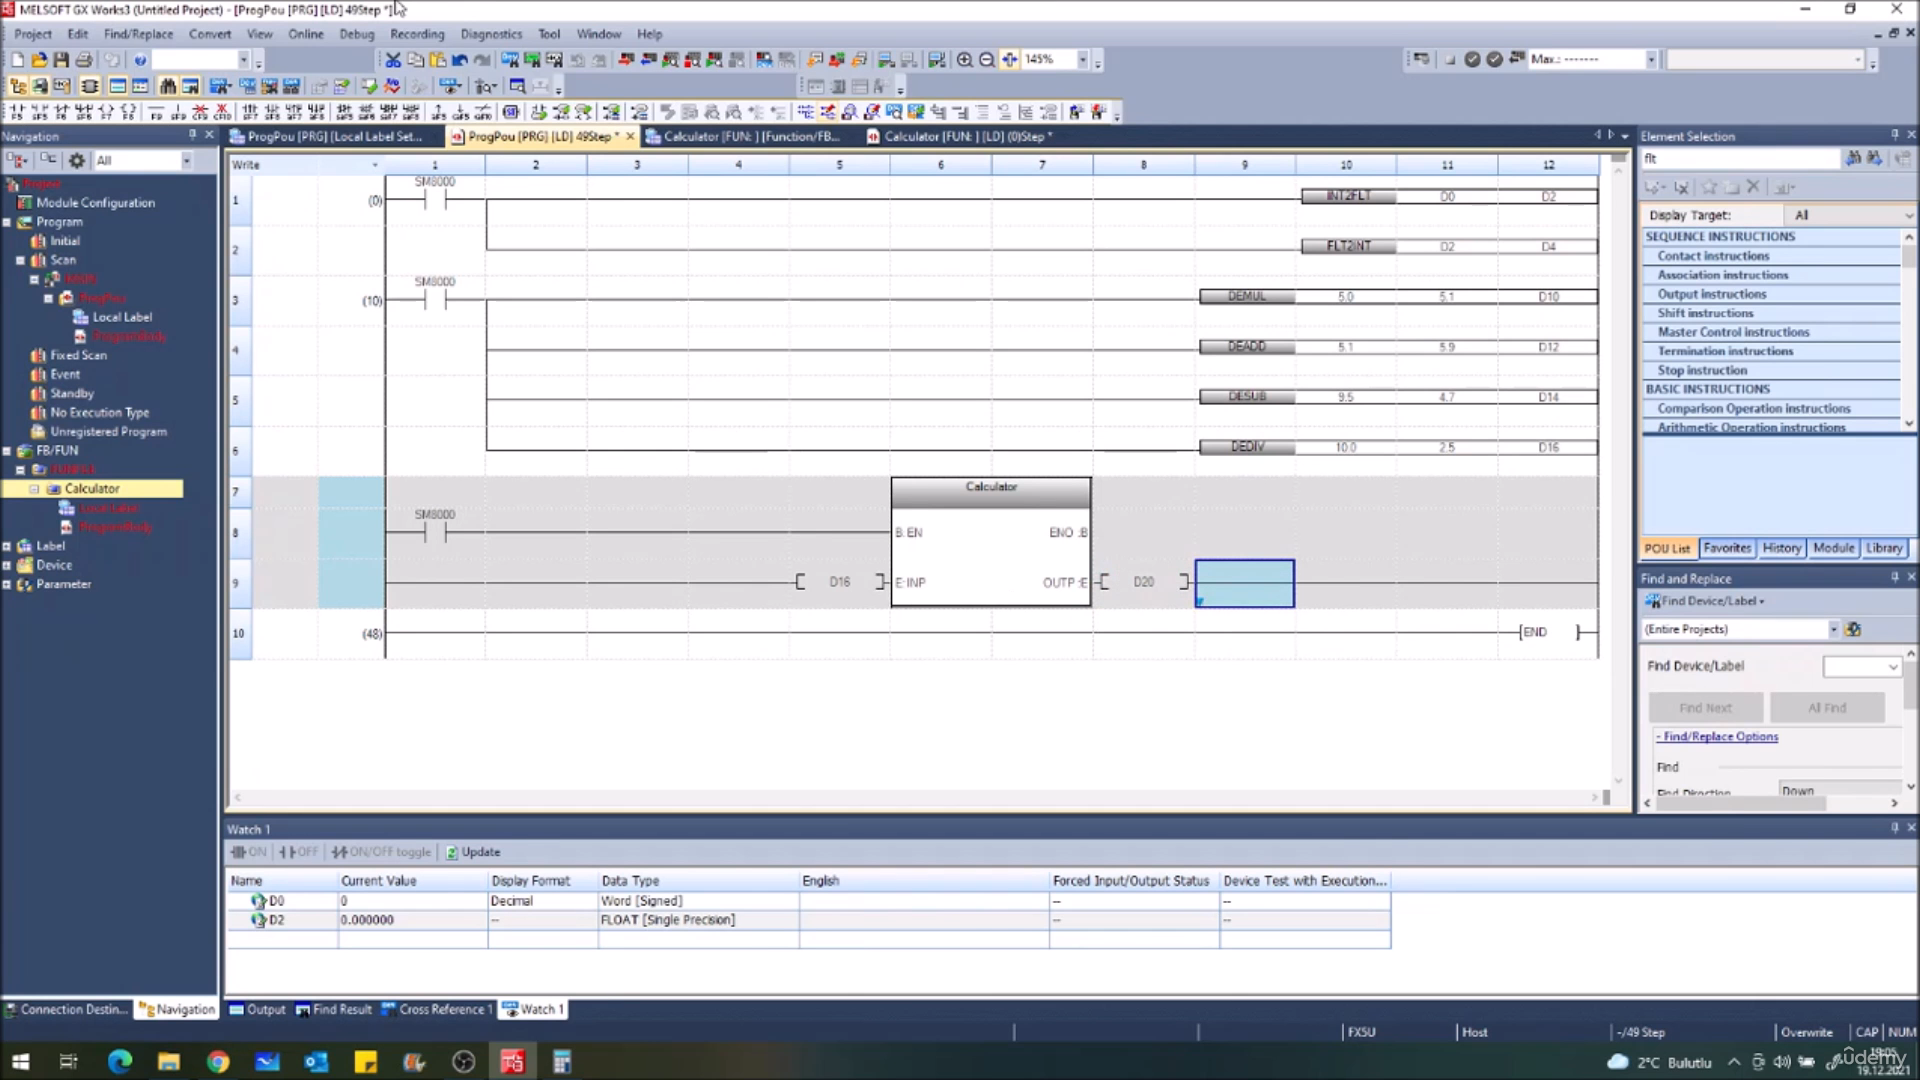 MELSOFT GX Works3 (Untitled Project) - [ProgPou [PRG] [LD] 49Step *]
Project Edit Find/Replace Convert View Online Debug Recording Diagnostics Tool Window Help
145%
Max.: -------
Navigation
ProgPou [PRG] [Local Label Set...
ProgPou [PRG] [LD] 49Step *
Calculator [FUN: ] [Function/FB...
Calculator [FUN: ] [LD] (0)Step *
Element Selection
All
flt
Write 1 2 3 4 5 6 7 8 9 10 11 12
Project
Module Configuration
Program
Initial
Scan
MAIN
ProgPou
Local Label
ProgramBody
Fixed Scan
Event
Standby
No Execution Type
Unregistered Program
FB/FUN
FUNFILE
Calculator
Local Label
ProgramBody
Label
Device
Parameter
SM8000
1 (0) INT2FLT D0 D2
2 FLT2INT D2 D4
SM8000
3 (10) DEMUL 5.0 5.1 D10
4 DEADD 5.1 5.9 D12
5 DESUB 9.5 4.7 D14
6 DEDIV 10.0 2.5 D16
7 Calculator
SM8000
8 B:EN ENO :B
9 D16 E:INP OUTP :E D20
10 (48) END
Display Target: All
SEQUENCE INSTRUCTIONS
Contact instructions
Association instructions
Output instructions
Shift instructions
Master Control instructions
Termination instructions
Stop instruction
BASIC INSTRUCTIONS
Comparison Operation instructions
Arithmetic Operation instructions
POU List Favorites History Module Library
Find and Replace
Find Device/Label
(Entire Projects)
Find Device/Label
Find Next All Find
- Find/Replace Options
Find
Find Direction Down
Watch 1
ON OFF ON/OFF toggle Update
Name Current Value Display Format Data Type English Forced Input/Output Status Device Test with Execution...
D0 0 Decimal Word [Signed] -- --
D2 0.000000 -- FLOAT [Single Precision] -- --
Connection Destin... Navigation Output Find Result Cross Reference 1 Watch 1
FX5U Host -/49 Step Overwrite CAP NUM
2°C Bulutlu
19:05
19.12.2021
ûdemy